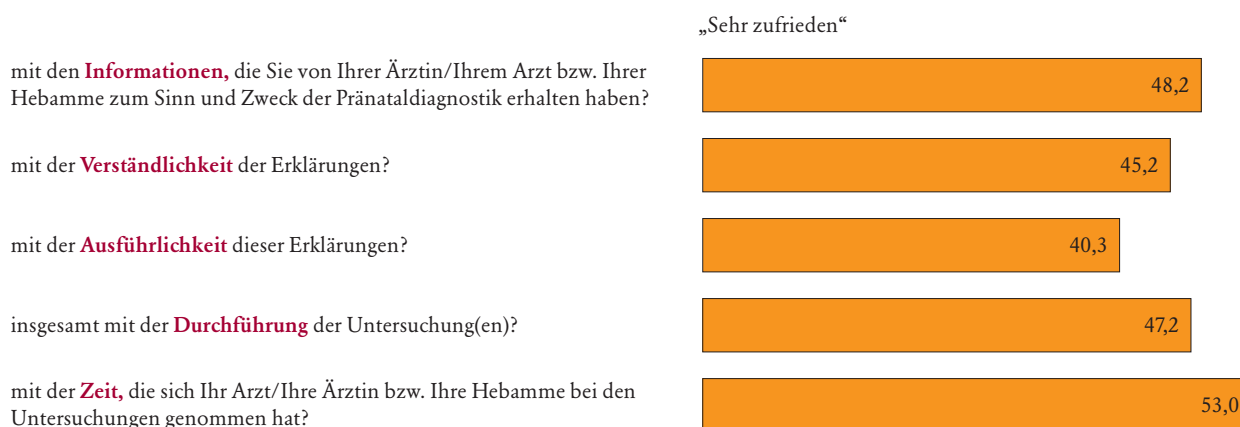 „Sehr zufrieden“
mit den Informationen, die Sie von Ihrer Ärztin/Ihrem Arzt bzw. Ihrer
Hebamme zum Sinn und Zweck der Pränataldiagnostik erhalten haben?
48,2
mit der Verständlichkeit der Erklärungen?
45,2
mit der Ausführlichkeit dieser Erklärungen?
40,3
insgesamt mit der Durchführung der Untersuchung(en)?
47,2
mit der Zeit, die sich Ihr Arzt/Ihre Ärztin bzw. Ihre Hebamme bei den
Untersuchungen genommen hat?
53,0